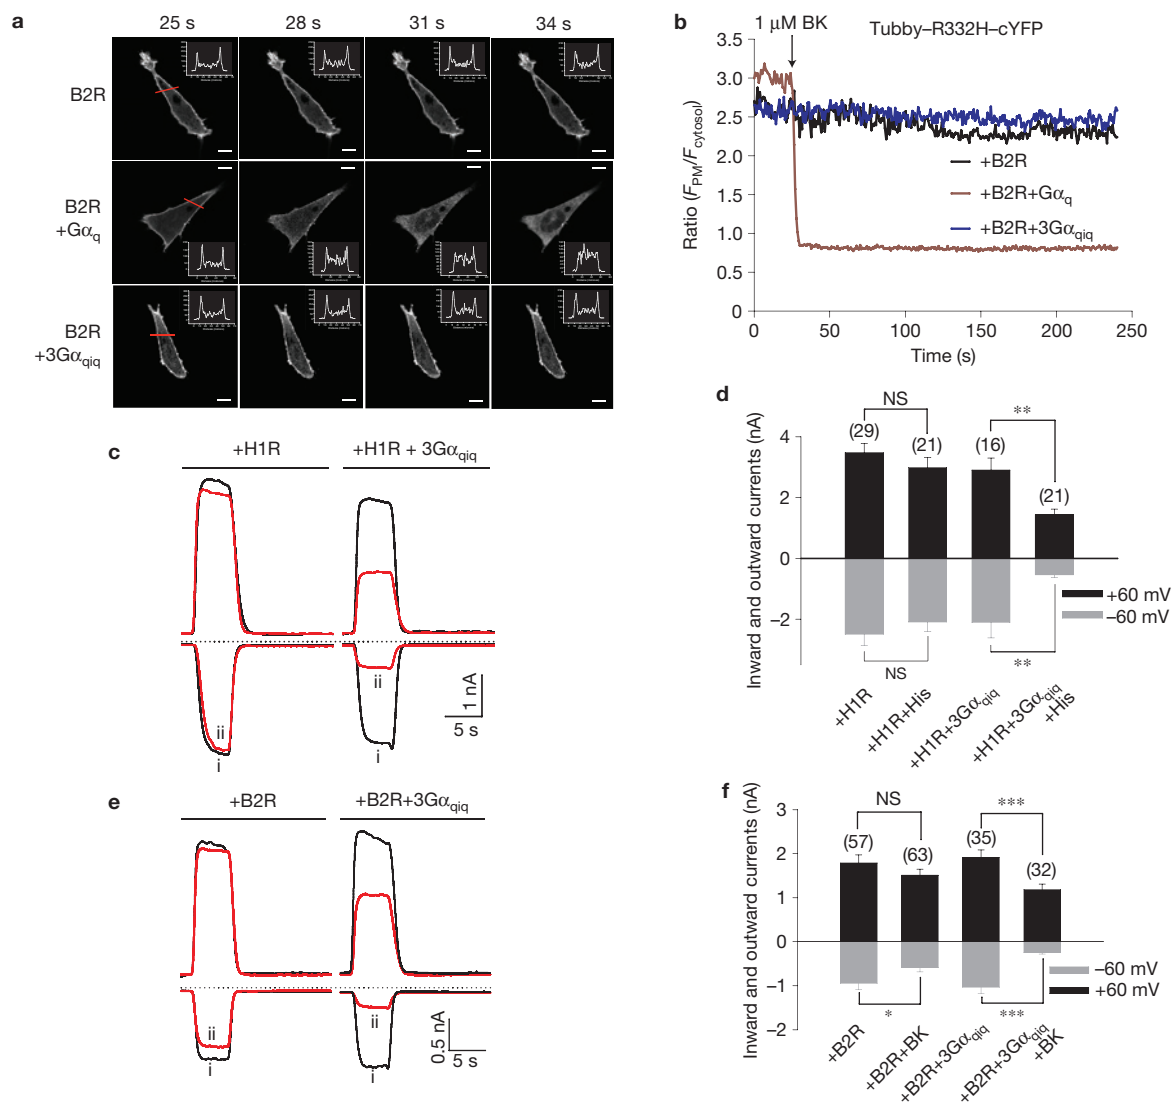 a
25 s 28 s 31 s 34 s
B2R
B2R
+Gαq
B2R
+3Gαqiq
b
1 μM BK
Tubby–R332H–cYFP
Ratio (FPM/Fcytosol)
3.5
3.0
2.5
2.0
1.5
1.0
0.5
0
+B2R
+B2R+Gαq
+B2R+3Gαqiq
0 50 100 150 200 250
Time (s)
c
+H1R +H1R + 3Gαqiq
ii
i
ii
i
1 nA
5 s
d
Inward and outward currents (nA)
4
2
0
−2
NS
**
(29) (21) (16) (21)
+60 mV
–60 mV
NS
**
+H1R
+H1R+His
+H1R+3Gαqiq
+H1R+3Gαqiq
+His
e
+B2R +B2R+3Gαqiq
ii
i
ii
i
0.5 nA
5 s
f
Inward and outward currents (nA)
3
2
1
0
−1
−2
NS
***
(57) (63) (35) (32)
–60 mV
+60 mV
*
***
+B2R
+B2R+BK
+B2R+3Gαqiq
+B2R+3Gαqiq
+BK